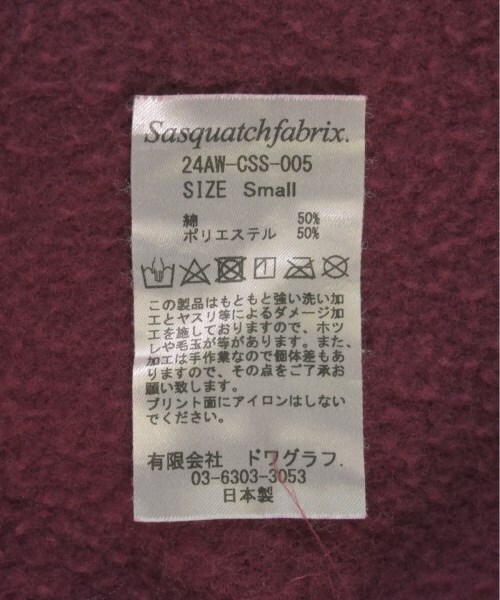 Sasquatchfabrix.
24AW-CSS-005
SIZE Small
綿 50%
ポリエステル 50%
この製品はもともと強い洗い加
工とヤスリ等によるダメージ加
工を施しておりますので、ホツ
レや毛玉が等があります。また、
加工は手作業なので個体差もあ
りますので、その点をご了承お
願い致します。
プリント面にアイロンはしない
でください。
有限会社 ドワグラフ.
03-6303-3053
日本製